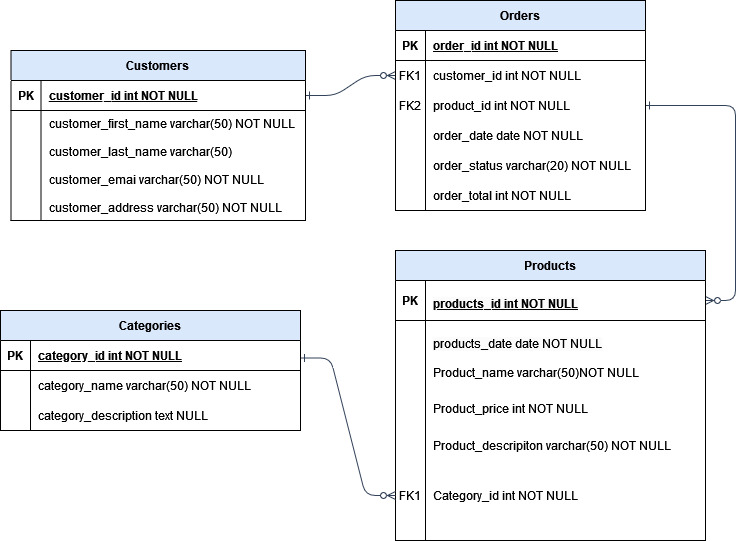 Orders
PK order_id int NOT NULL
FK1 customer_id int NOT NULL
FK2 product_id int NOT NULL
order_date date NOT NULL
order_status varchar(20) NOT NULL
order_total int NOT NULL
Customers
PK customer_id int NOT NULL
customer_first_name varchar(50) NOT NULL
customer_last_name varchar(50)
customer_emai varchar(50) NOT NULL
customer_address varchar(50) NOT NULL
Products
PK products_id int NOT NULL
products_date date NOT NULL
Product_name varchar(50)NOT NULL
Product_price int NOT NULL
Product_descripiton varchar(50) NOT NULL
FK1 Category_id int NOT NULL
Categories
PK category_id int NOT NULL
category_name varchar(50) NOT NULL
category_description text NULL